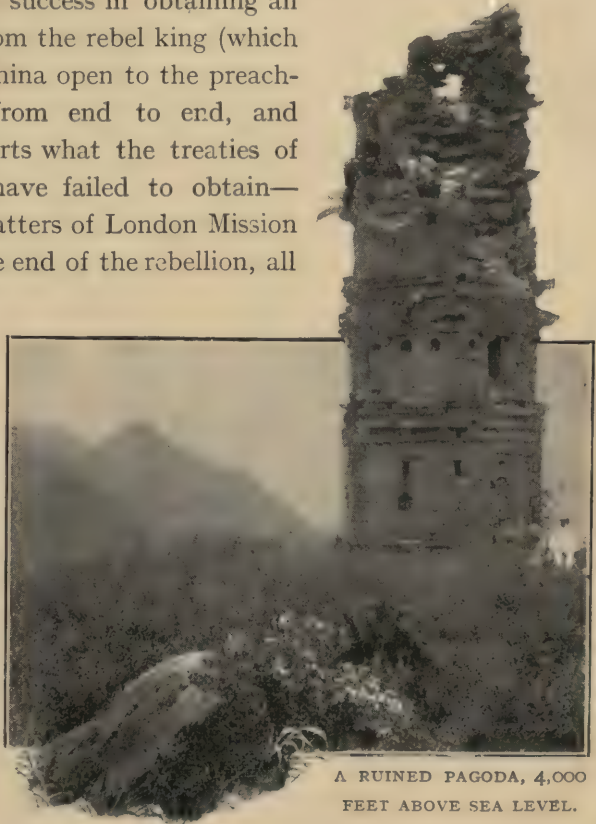 success in obtaining an
om the rebel king (which
hina open to the preach-
from end to end, and
rts what the treaties of
have failed to obtain—
atters of London Mission
e end of the rebellion, all
A RUINED PAGODA, 4,000
FEET ABOVE SEA LEVEL.